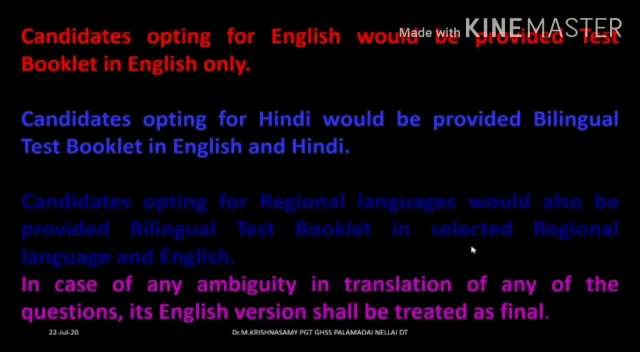 Made with KINEMASTER
Candidates opting for English would be provided Test
Booklet in English only.
Candidates opting for Hindi would be provided Bilingual
Test Booklet in English and Hindi.
Candidates opting for Regional languages would also be
provided Bilingual Test Booklet in selected Regional
language and English.
In case of any ambiguity in translation of any of the
questions, its English version shall be treated as final.
22-Jul-20 Dr.M.KRISHNASAMY PGT GHSS PALAMADAI NELLAI DT